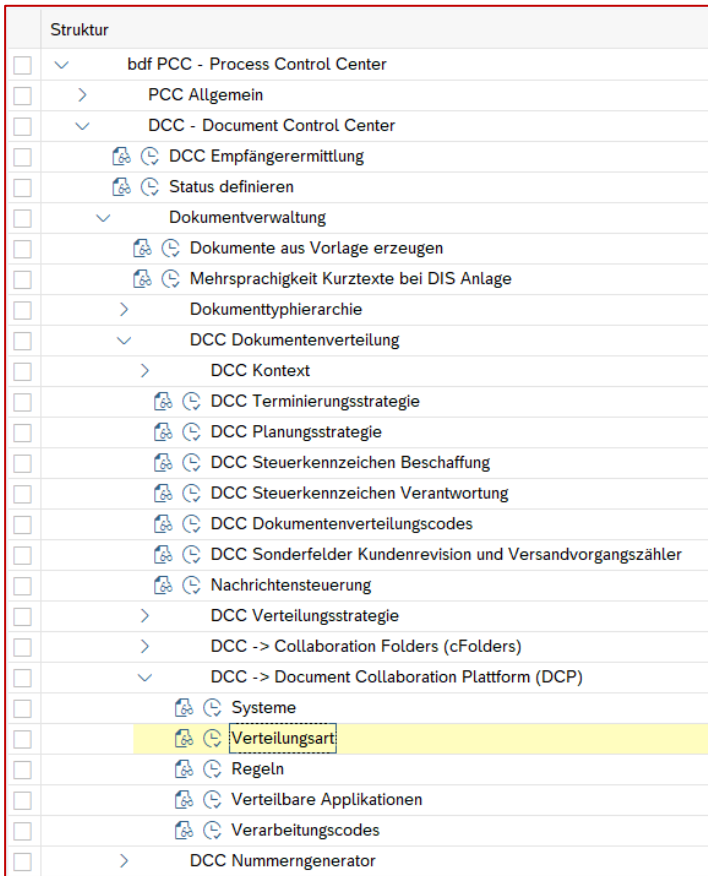 Struktur
bdf PCC - Process Control Center
PCC Allgemein
DCC - Document Control Center
DCC Empfängerermittlung
Status definieren
Dokumentverwaltung
Dokumente aus Vorlage erzeugen
Mehrsprachigkeit Kurztexte bei DIS Anlage
Dokumenttyphierarchie
DCC Dokumentenverteilung
DCC Kontext
DCC Terminierungsstrategie
DCC Planungsstrategie
DCC Steuerkennzeichen Beschaffung
DCC Steuerkennzeichen Verantwortung
DCC Dokumentenverteilungscodes
DCC Sonderfelder Kundenrevision und Versandvorgangszähler
Nachrichtensteuerung
DCC Verteilungsstrategie
DCC -> Collaboration Folders (cFolders)
DCC -> Document Collaboration Plattform (DCP)
Systeme
Verteilungsart
Regeln
Verteilbare Applikationen
Verarbeitungscodes
DCC Nummerngenerator